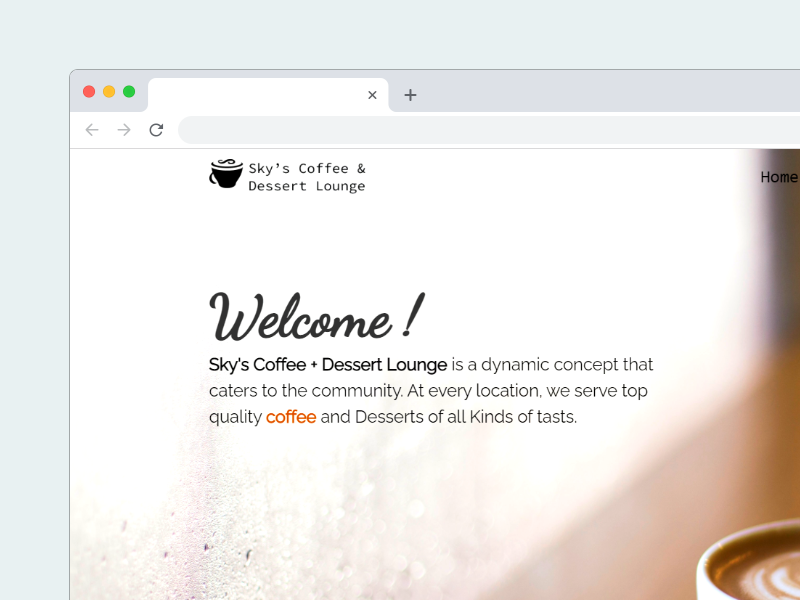 Sky’s Coffee &
Dessert Lounge
Home
Welcome !
Sky's Coffee + Dessert Lounge is a dynamic concept that
caters to the community. At every location, we serve top
quality coffee and Desserts of all Kinds of tasts.